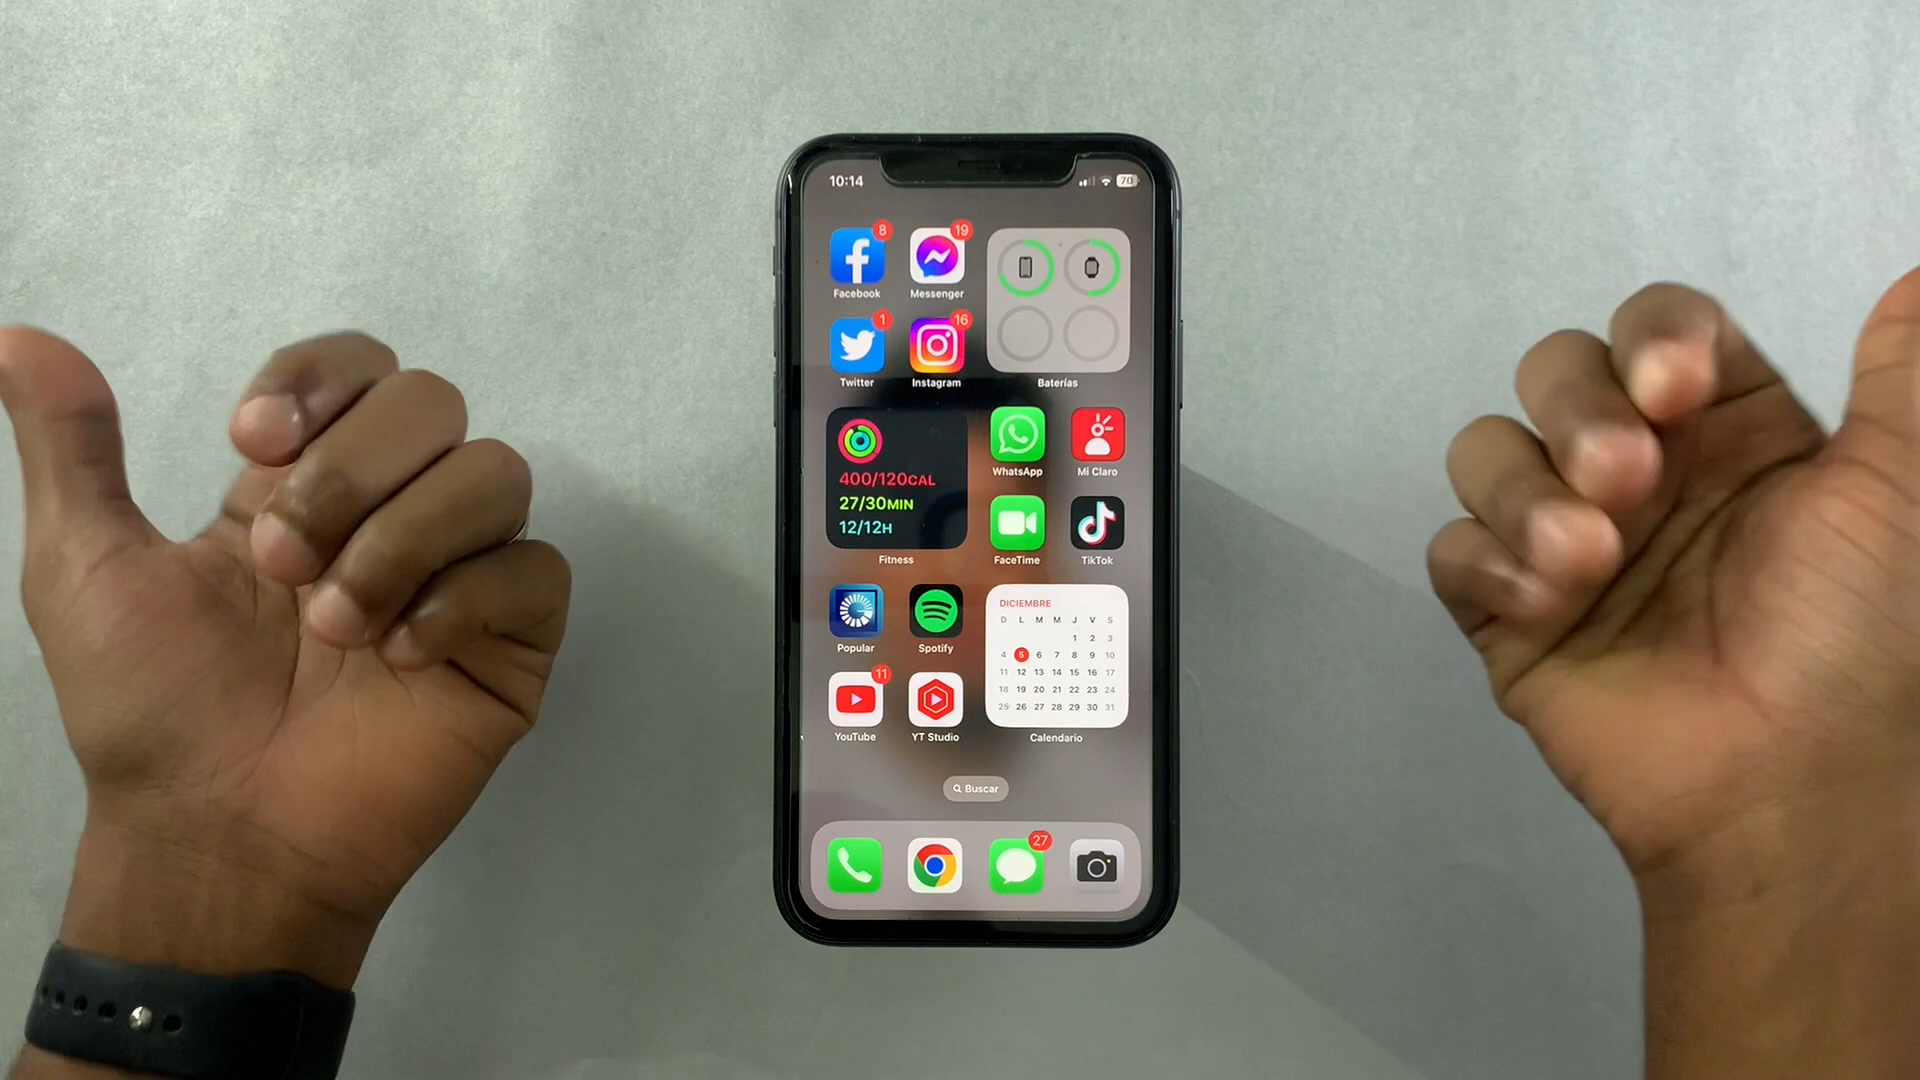 10:14
70
8
19
Facebook
Messenger
1
16
Twitter
Instagram
Baterías
400/120CAL
27/30MIN
12/12H
Fitness
WhatsApp
Mi Claro
FaceTime
TikTok
Popular
Spotify
11
YouTube
YT Studio
DICIEMBRE
D L M M J V S
1 2 3
4 5 6 7 8 9 10
11 12 13 14 15 16 17
18 19 20 21 22 23 24
25 26 27 28 29 30 31
Calendario
Buscar
27